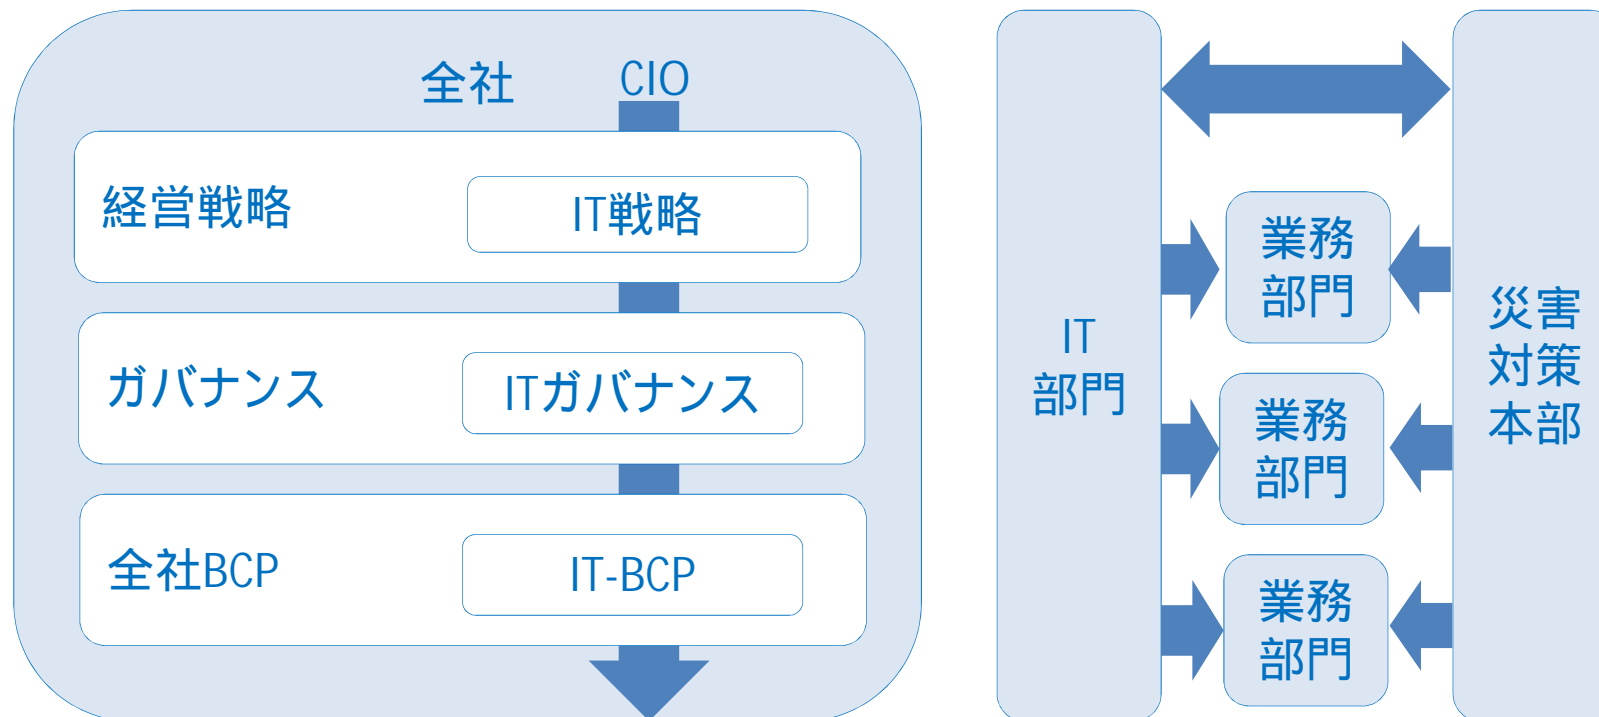 全社 CIO
経営戦略
IT戦略
ガバナンス
ITガバナンス
全社BCP
IT-BCP
IT
部門
業務
部門
業務
部門
業務
部門
災害
対策
本部